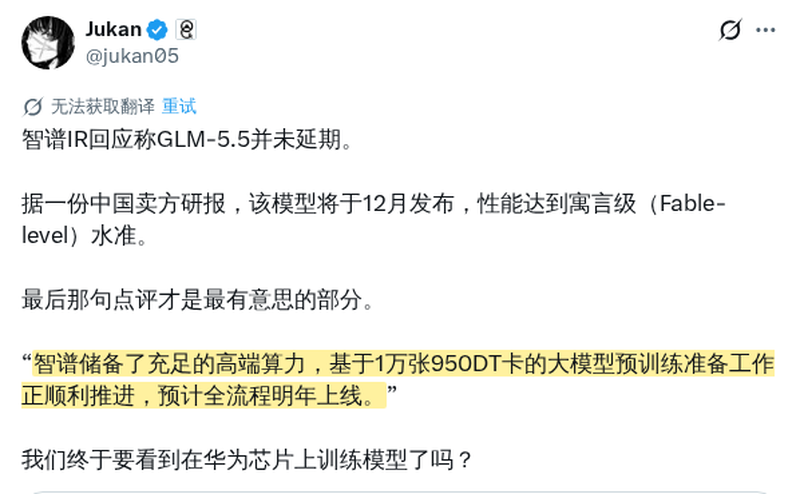 Jukan
@jukan05
无法获取翻译 重试
智谱IR回应称GLM-5.5并未延期。
据一份中国卖方研报，该模型将于12月发布，性能达到寓言级（Fable-
level）水准。
最后那句点评才是最有意思的部分。
“智谱储备了充足的高端算力，基于1万张950DT卡的大模型预训练准备工作
正顺利推进，预计全流程明年上线。”
我们终于要看到在华为芯片上训练模型了吗？